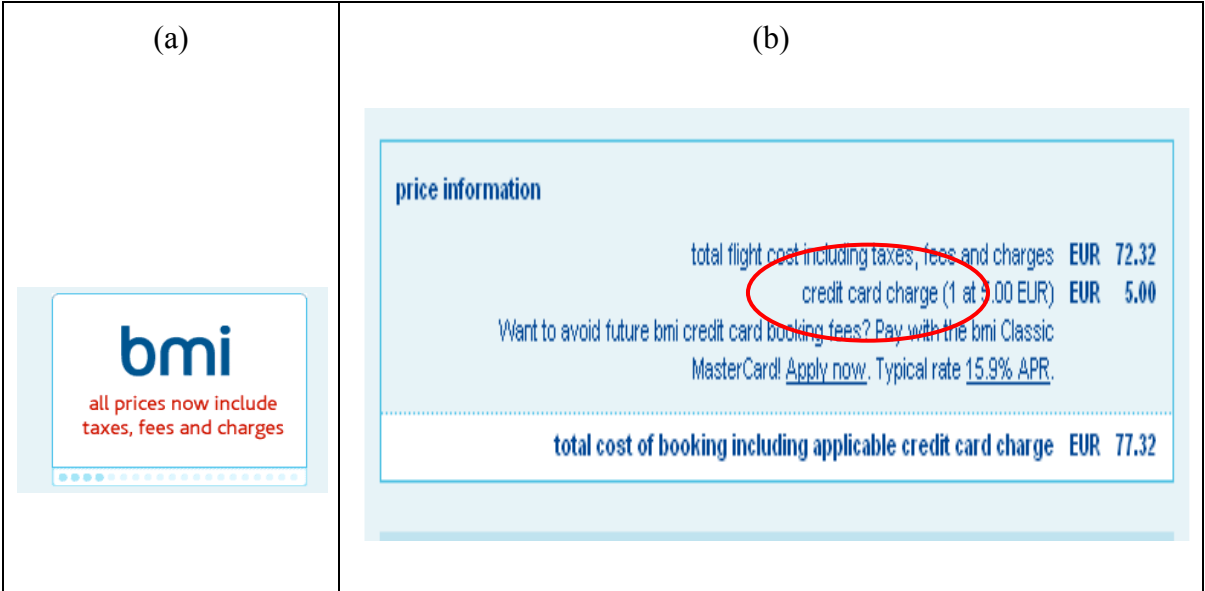 (a)
bmi
all prices now include
taxes, fees and charges
(b)
price information
total flight cost including taxes, fees and charges EUR 72.32
credit card charge (1 at 5.00 EUR) EUR 5.00
Want to avoid future bmi credit card booking fees? Pay with the bmi Classic
MasterCard! Apply now. Typical rate 15.9% APR.
total cost of booking including applicable credit card charge EUR 77.32